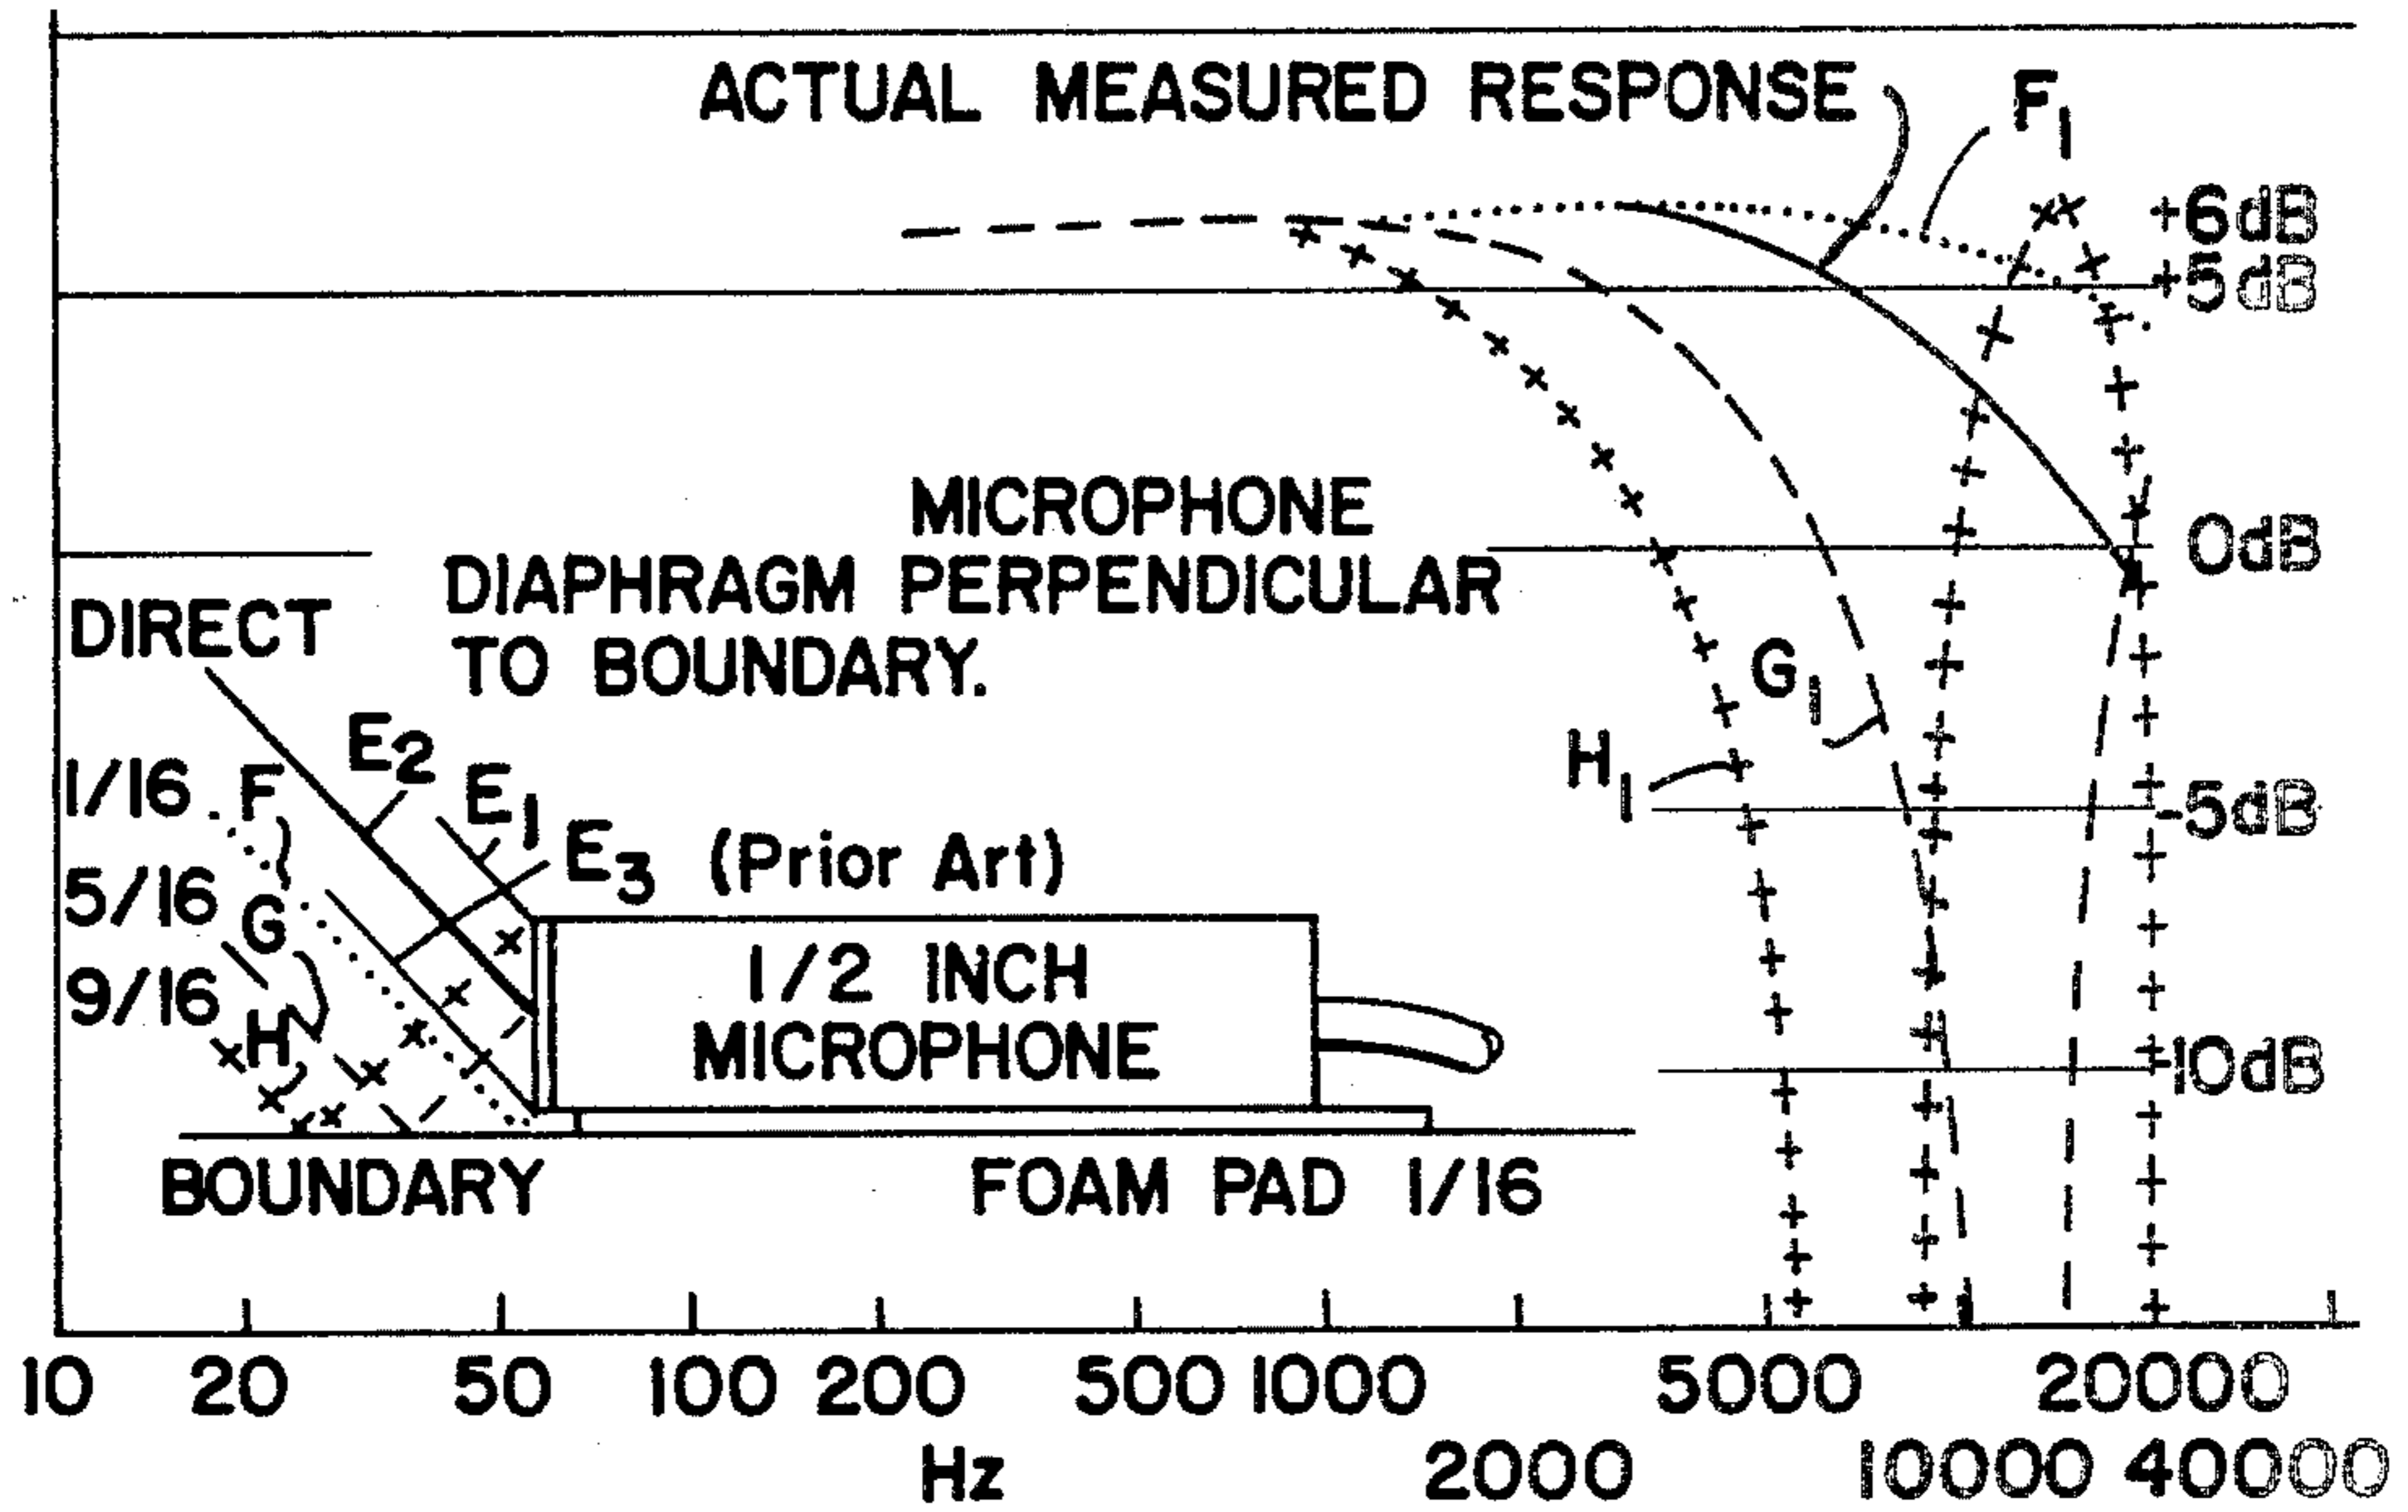 ACTUAL MEASURED RESPONSE
F1
+6dB
+5dB
MICROPHONE
DIAPHRAGM PERPENDICULAR
TO BOUNDARY.
0dB
DIRECT
E2
E1
E3 (Prior Art)
1/16 F
5/16 G
9/16 H
G1
H1
-5dB
1/2 INCH
MICROPHONE
-10dB
BOUNDARY
FOAM PAD 1/16
10 20 50 100 200 500 1000 5000 20000
Hz 2000 10000 40000